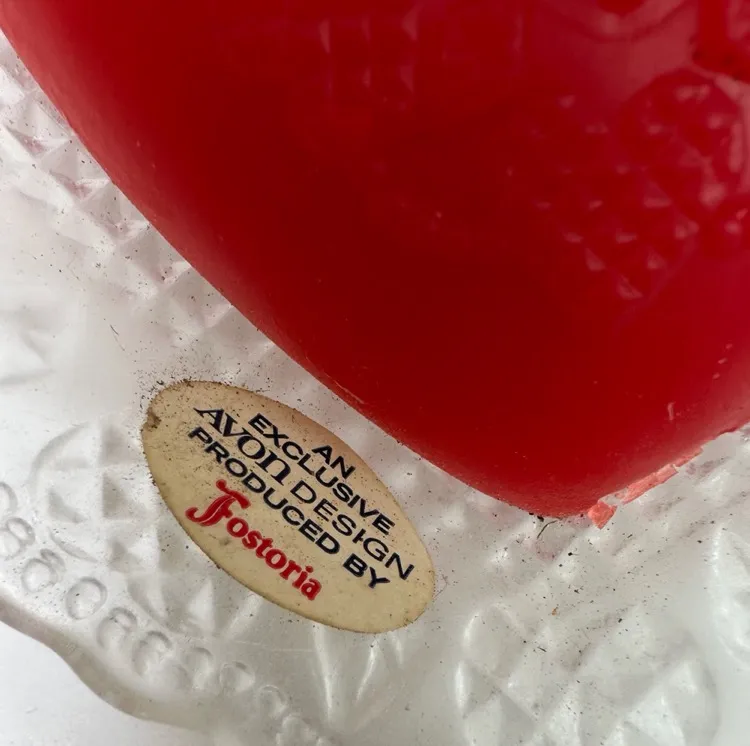 AN
EXCLUSIVE
AVON DESIGN
PRODUCED BY
Fostoria